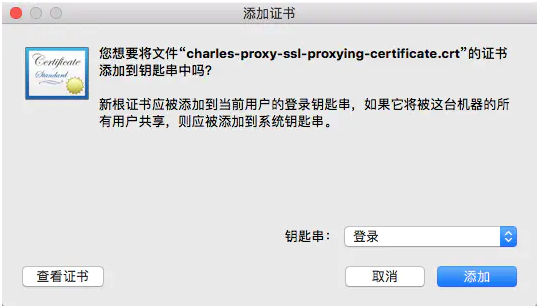 添加证书
您想要将文件“charles-proxy-ssl-proxying-certificate.crt”的证书
添加到钥匙串中吗？
Certificate
Standard
新根证书应被添加到当前用户的登录钥匙串，如果它将被这台机器的所
有用户共享，则应被添加到系统钥匙串。
钥匙串：
登录
查看证书
取消
添加